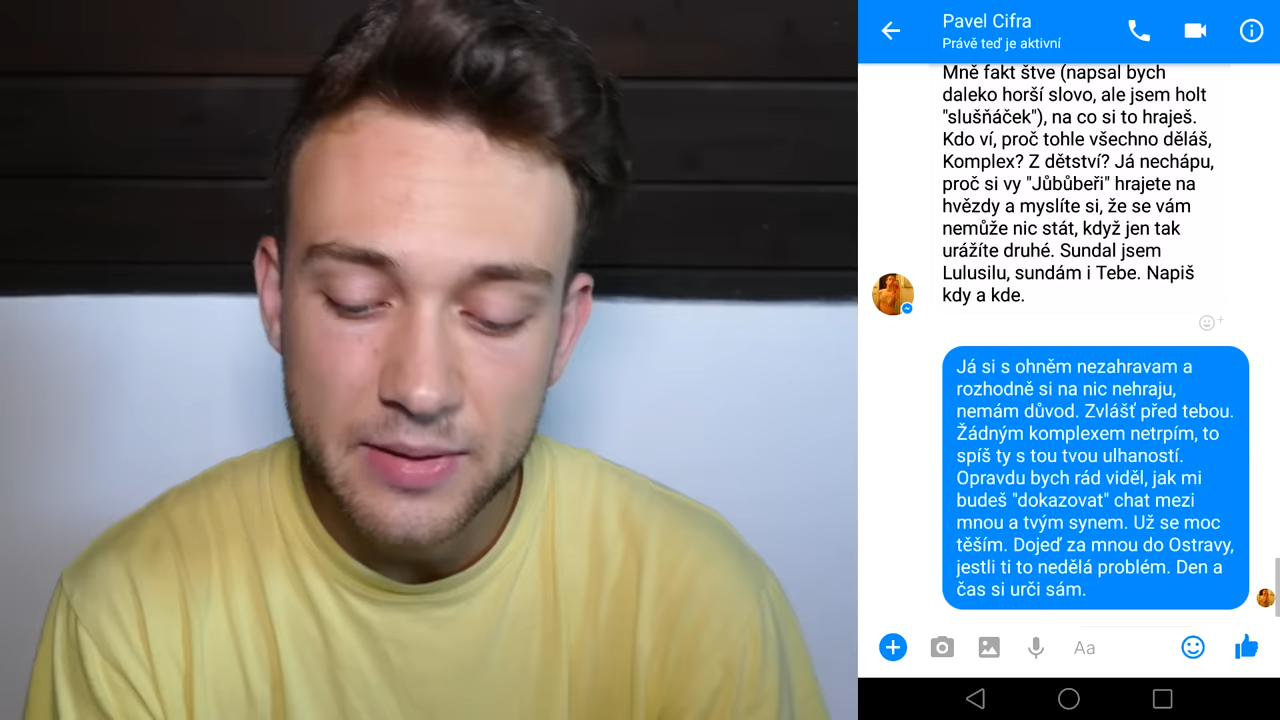 Pavel Cifra
Právě teď je aktivní
Mně fakt štve (napsal bych
daleko horší slovo, ale jsem holt
"slušňáček"), na co si to hraješ.
Kdo ví, proč tohle všechno děláš,
Komplex? Z dětství? Já nechápu,
proč si vy "Jůbůbeři" hrajete na
hvězdy a myslíte si, že se vám
nemůže nic stát, když jen tak
urážíte druhé. Sundal jsem
Lulusilu, sundám i Tebe. Napiš
kdy a kde.
Já si s ohněm nezahravam a
rozhodně si na nic nehraju,
nemám důvod. Zvlášť před tebou.
Žádným komplexem netrpím, to
spíš ty s tou tvou ulhaností.
Opravdu bych rád viděl, jak mi
budeš "dokazovat" chat mezi
mnou a tvým synem. Už se moc
těším. Dojeď za mnou do Ostravy,
jestli ti to nedělá problém. Den a
čas si urči sám.
Aa